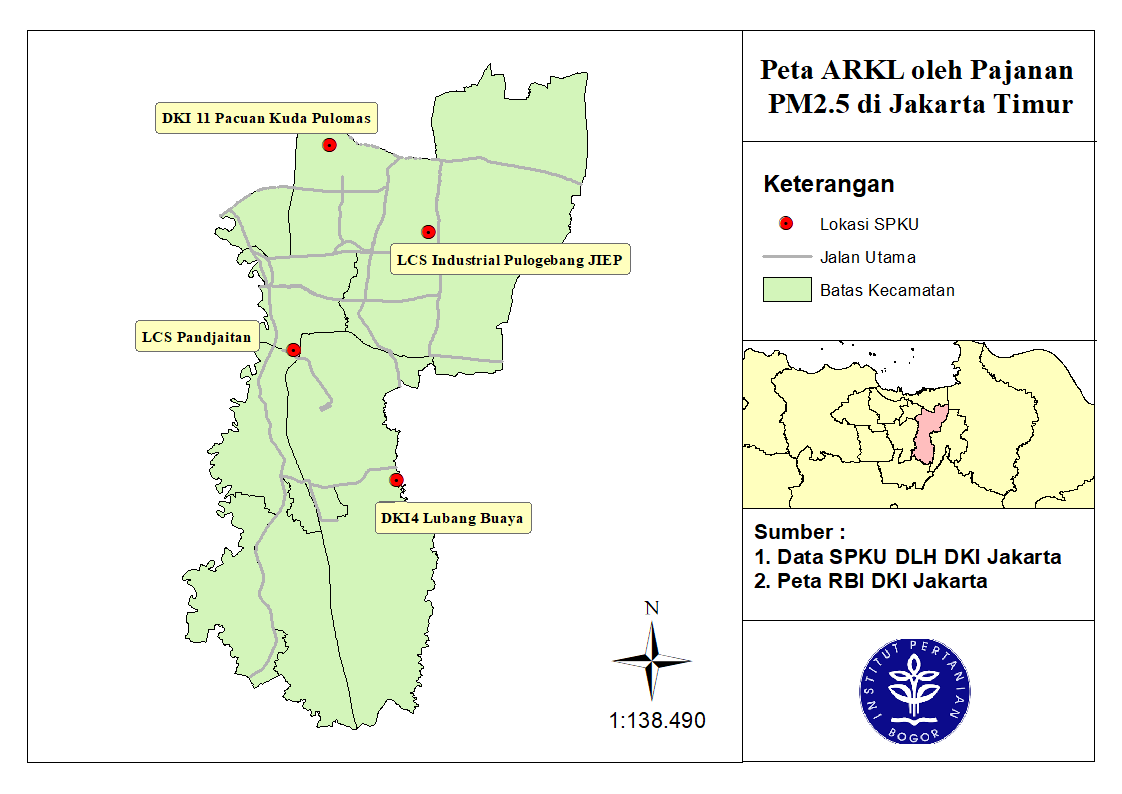 Peta ARKL oleh Pajanan
PM2.5 di Jakarta Timur
DKI 11 Pacuan Kuda Pulomas
LCS Industrial Pulogebang JIEP
LCS Pandjaitan
DKI4 Lubang Buaya
N
1:138.490
Keterangan
Lokasi SPKU
Jalan Utama
Batas Kecamatan
Sumber :
1. Data SPKU DLH DKI Jakarta
2. Peta RBI DKI Jakarta
INSTITUT PERTANIAN
BOGOR